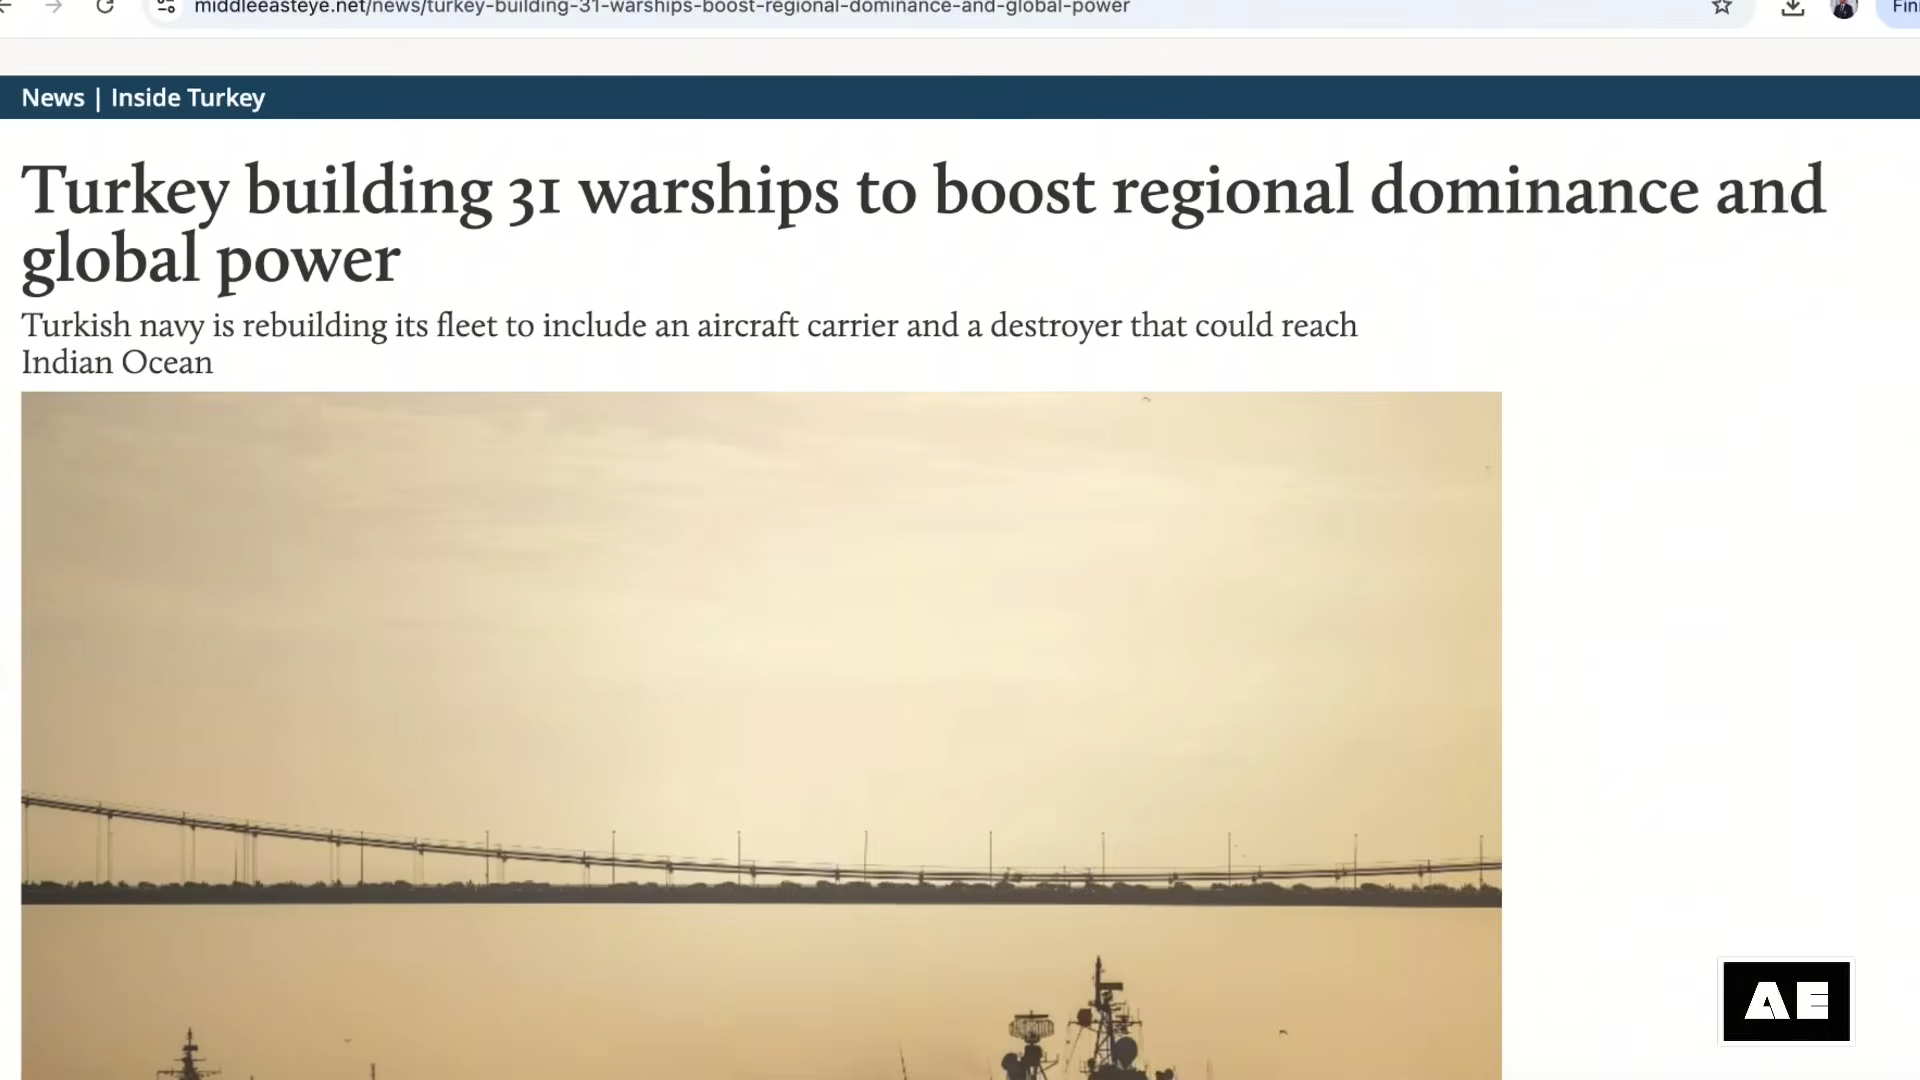 middleeasteye.net/news/turkey-building-31-warships-boost-regional-dominance-and-global-power
News | Inside Turkey
Turkey building 31 warships to boost regional dominance and
global power
Turkish navy is rebuilding its fleet to include an aircraft carrier and a destroyer that could reach
Indian Ocean
AE